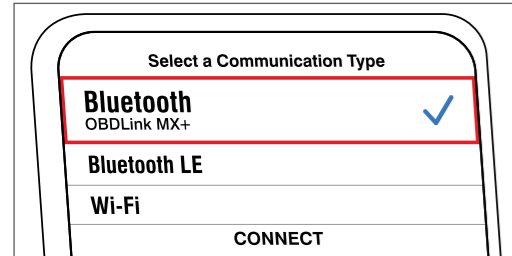 Select a Communication Type
Bluetooth
OBDLink MX+
Bluetooth LE
Wi-Fi
CONNECT